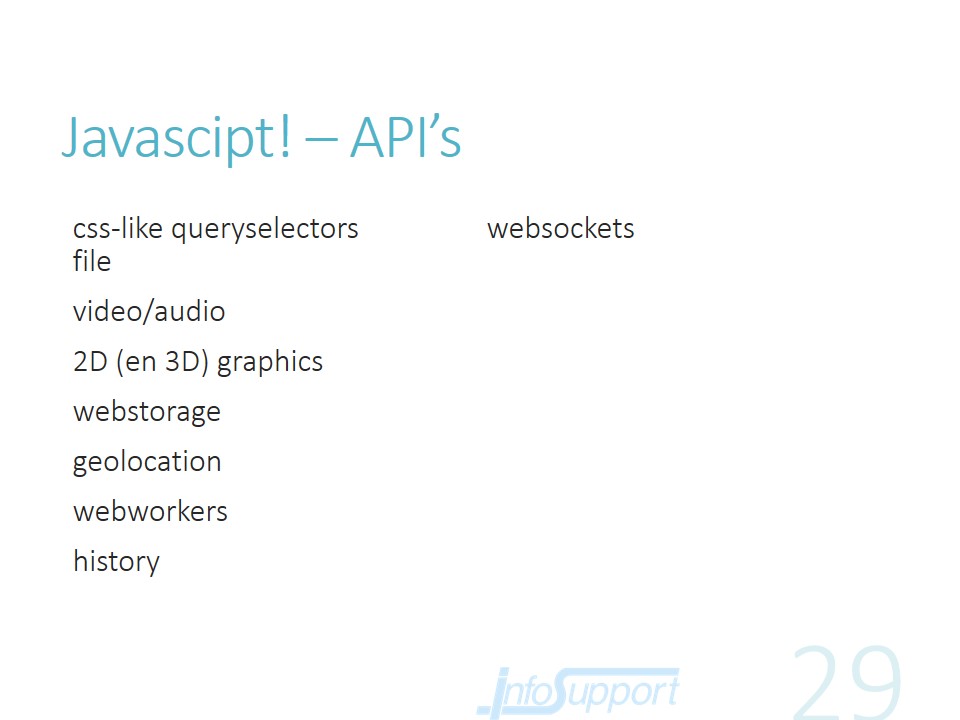 Javascipt! – API’s
css-like queryselectors
file
video/audio
2D (en 3D) graphics
webstorage
geolocation
webworkers
history
websockets
infoSupport
29